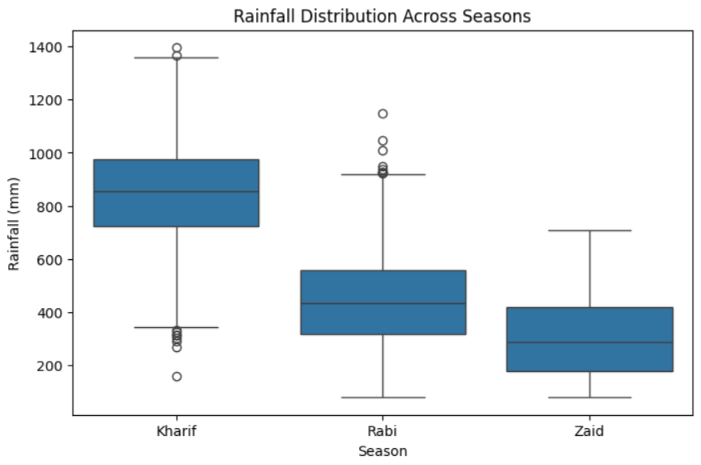 Rainfall Distribution Across Seasons
1400
1200
1000
800
600
400
200
Rainfall (mm)
Kharif Rabi Zaid
Season